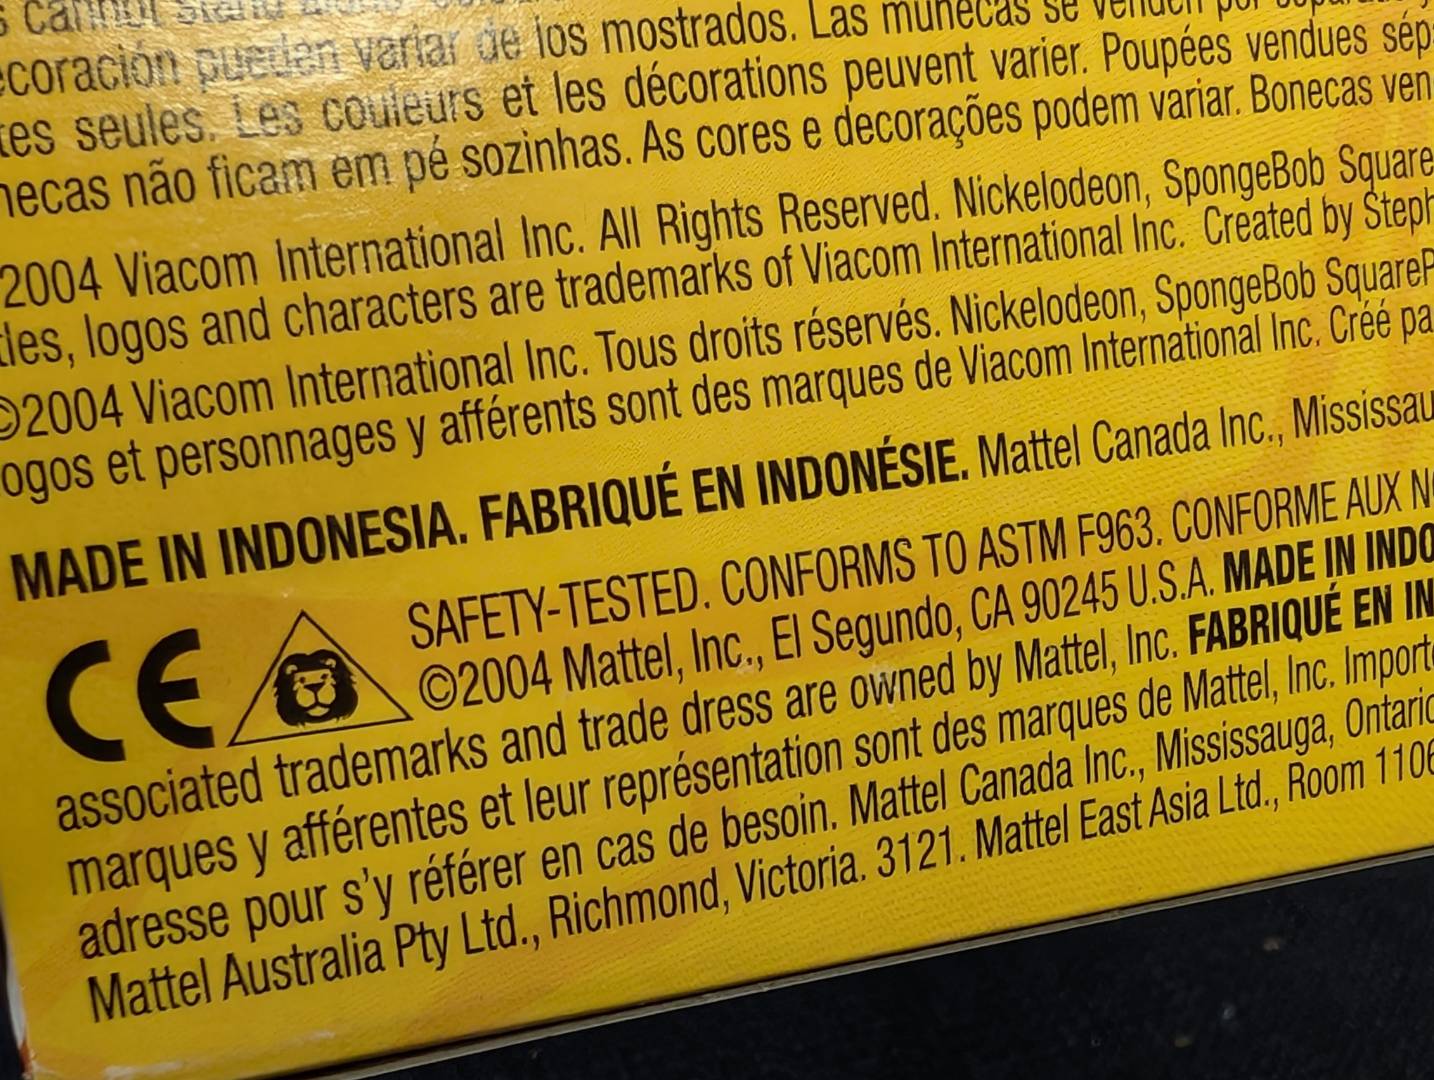 coración pueden variar de los mostrados. Las muñecas se venden por
tes seules. Les couleurs et les décorations peuvent varier. Poupées vendues sép
necas não ficam em pé sozinhas. As cores e decorações podem variar. Bonecas ven
2004 Viacom International Inc. All Rights Reserved. Nickelodeon, SpongeBob Square
tles, logos and characters are trademarks of Viacom International Inc. Created by Steph
©2004 Viacom International Inc. Tous droits réservés. Nickelodeon, SpongeBob SquareP
ogos et personnages y afférents sont des marques de Viacom International Inc. Créé pa
MADE IN INDONESIA. FABRIQUÉ EN INDONÉSIE. Mattel Canada Inc., Mississau
CE SAFETY-TESTED. CONFORMS TO ASTM F963. CONFORME AUX N
©2004 Mattel, Inc., El Segundo, CA 90245 U.S.A. MADE IN INDO
associated trademarks and trade dress are owned by Mattel, Inc. FABRIQUÉ EN IN
marques y afférentes et leur représentation sont des marques de Mattel, Inc. Importe
adresse pour s'y référer en cas de besoin. Mattel Canada Inc., Mississauga, Ontario
Mattel Australia Pty Ltd., Richmond, Victoria. 3121. Mattel East Asia Ltd., Room 1106